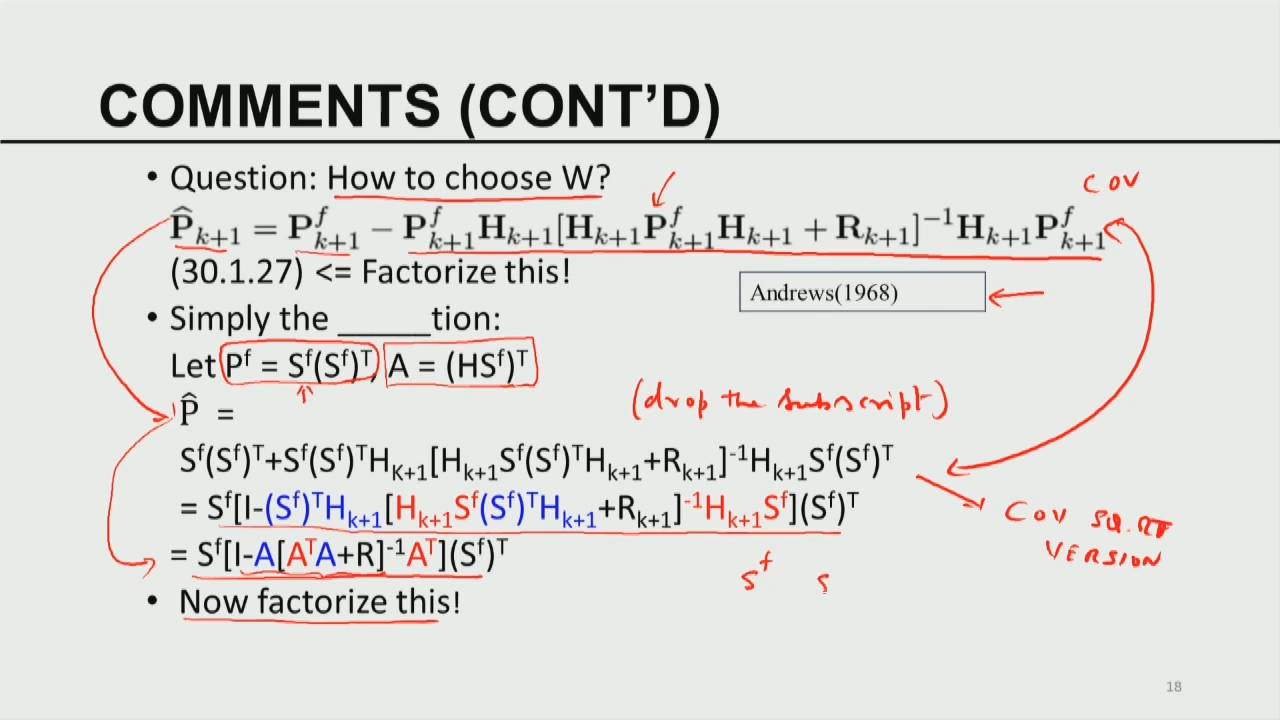 COMMENTS (CONT'D)
• Question: How to choose W?
cov
P̂ₖ₊₁ = Pᶠₖ₊₁ − Pᶠₖ₊₁Hₖ₊₁[Hₖ₊₁Pᶠₖ₊₁Hₖ₊₁ + Rₖ₊₁]⁻¹Hₖ₊₁Pᶠₖ₊₁
(30.1.27) <= Factorize this!
Andrews(1968)
• Simply the ______tion:
Let Pᶠ = Sᶠ(Sᶠ)ᵀ, A = (HSᶠ)ᵀ
P̂ =
(drop the subscript)
Sᶠ(Sᶠ)ᵀ+Sᶠ(Sᶠ)ᵀH_K+1[Hₖ₊₁Sᶠ(Sᶠ)ᵀHₖ₊₁+Rₖ₊₁]⁻¹Hₖ₊₁Sᶠ(Sᶠ)ᵀ
= Sᶠ[I-(Sᶠ)ᵀHₖ₊₁[Hₖ₊₁Sᶠ(Sᶠ)ᵀHₖ₊₁+Rₖ₊₁]⁻¹Hₖ₊₁Sᶠ](Sᶠ)ᵀ
cov SQ.RT
VERSION
= Sᶠ[I-A[AᵀA+R]⁻¹Aᵀ](Sᶠ)ᵀ
Sᶠ S
• Now factorize this!
18